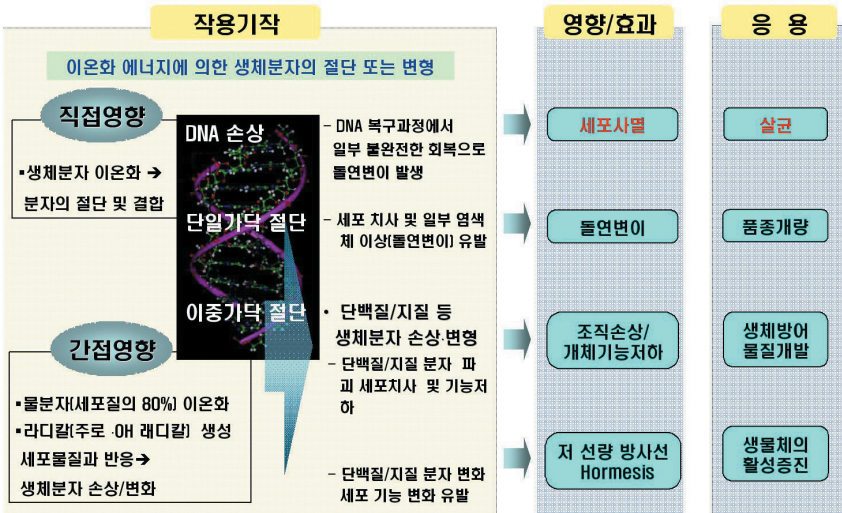 작용기작
영향/효과
응 용
이온화 에너지에 의한 생체분자의 절단 또는 변형
직접영향
▪생체분자 이온화 →
분자의 절단 및 결합
DNA 손상
단일가닥 절단
이중가닥 절단
간접영향
▪물분자(세포질의 80%) 이온화
▪라디칼(주로 ·OH 래디칼) 생성
세포물질과 반응→
생체분자 손상/변화
– DNA 복구과정에서
일부 불완전한 회복으로
돌연변이 발생
– 세포 치사 및 일부 염색
체 이상(돌연변이) 유발
• 단백질/지질 등
생체분자 손상·변형
– 단백질/지질 분자 파
괴 세포치사 및 기능저
하
– 단백질/지질 분자 변화
세포 기능 변화 유발
세포사멸
살균
돌연변이
품종개량
조직손상/
개체기능저하
생체방어
물질개발
저 선량 방사선
Hormesis
생물체의
활성증진